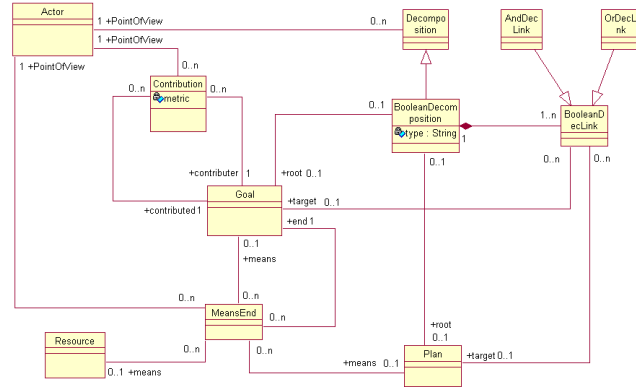 Actor
1 +PointOfView
0..n
1 +PointOfView
1 +PointOfView
Decompo
sition
AndDec
Link
OrDecLi
nk
0..n
Contribution
metric
0..n
0..n
0..1
BooleanDecom
position
type : String
1
1..n
BooleanD
ecLink
0..1
0..n
0..n
+contributer
1
+root
0..1
Goal
+target
0..1
+contributed
1
+end
1
0..1
+means
0..n
0..n
MeansEnd
0..n
0..n
0..n
Resource
0..1
+means
+root
0..1
Plan
+means
0..1
+target
0..1